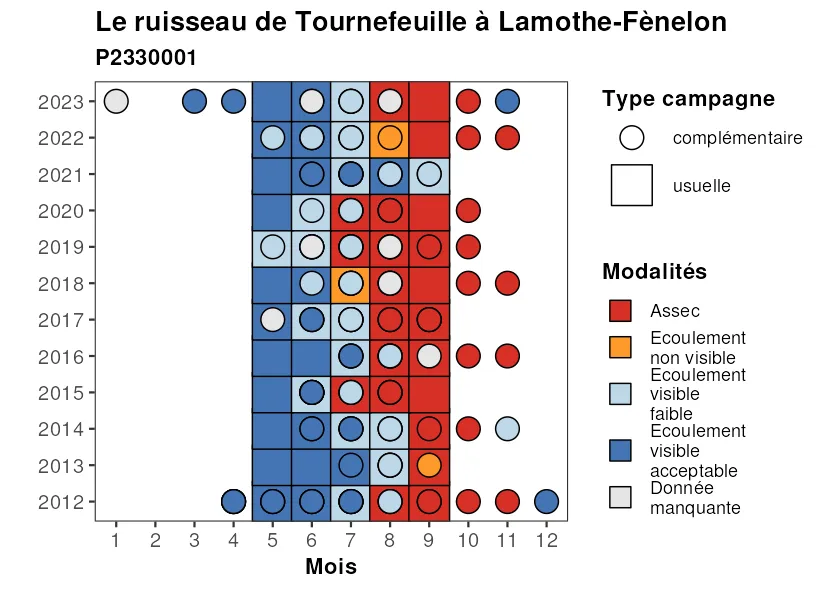 Le ruisseau de Tournefeuille à Lamothe-Fènelon
P2330001
2023
2022
2021
2020
2019
2018
2017
2016
2015
2014
2013
2012
1 2 3 4 5 6 7 8 9 10 11 12
Mois
Type campagne
complémentaire
usuelle
Modalités
Assec
Ecoulement
non visible
Ecoulement
visible
faible
Ecoulement
visible
acceptable
Donnée
manquante